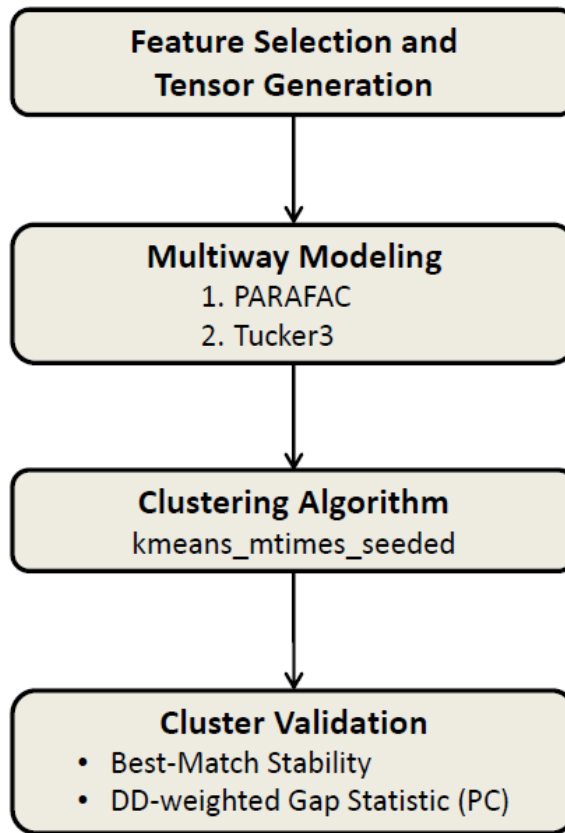 Feature Selection and
Tensor Generation
Multiway Modeling
1. PARAFAC
2. Tucker3
Clustering Algorithm
kmeans_mtimes_seeded
Cluster Validation
• Best-Match Stability
• DD-weighted Gap Statistic (PC)